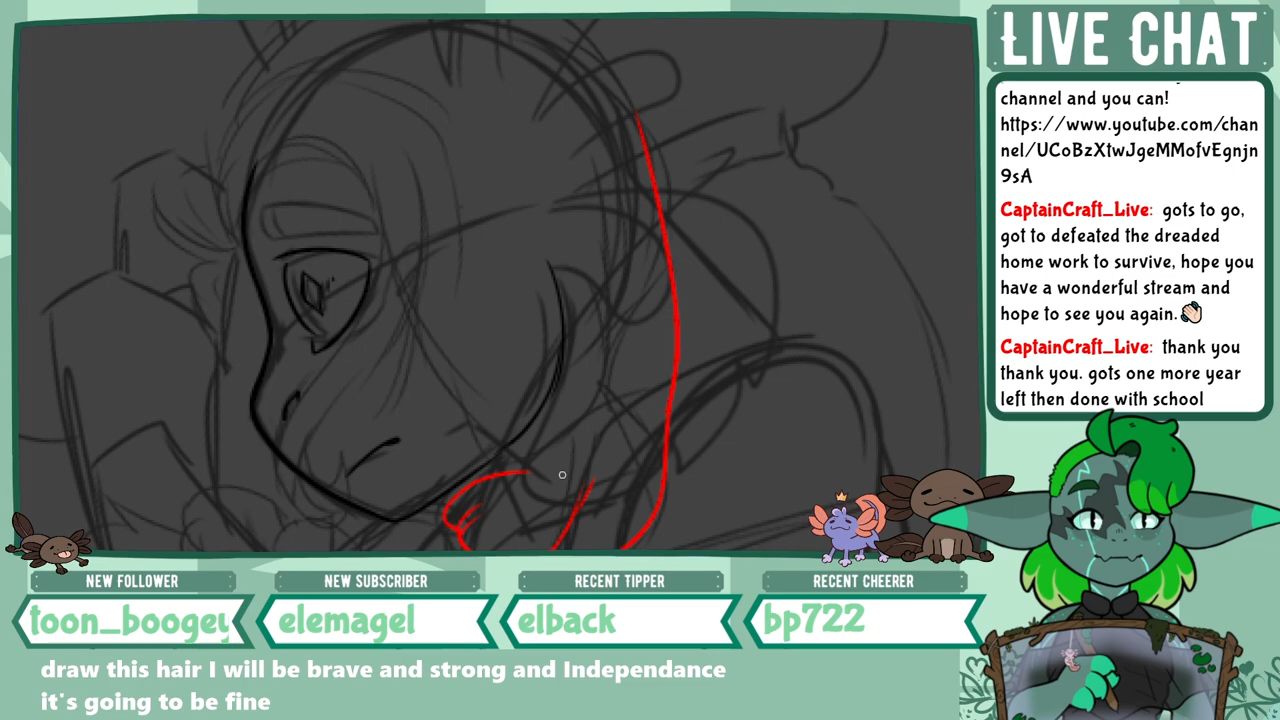 LIVE CHAT
channel and you can!
https://www.youtube.com/chan
nel/UCoBzXtwJgeMMofvEgnjn
9sA
CaptainCraft_Live: gots to go,
got to defeated the dreaded
home work to survive, hope you
have a wonderful stream and
hope to see you again.👏🏻
CaptainCraft_Live: thank you
thank you. gots one more year
left then done with school
NEW FOLLOWER
toon_boogey
NEW SUBSCRIBER
elemagel
RECENT TIPPER
elback
RECENT CHEERER
bp722
draw this hair I will be brave and strong and Independance
it's going to be fine